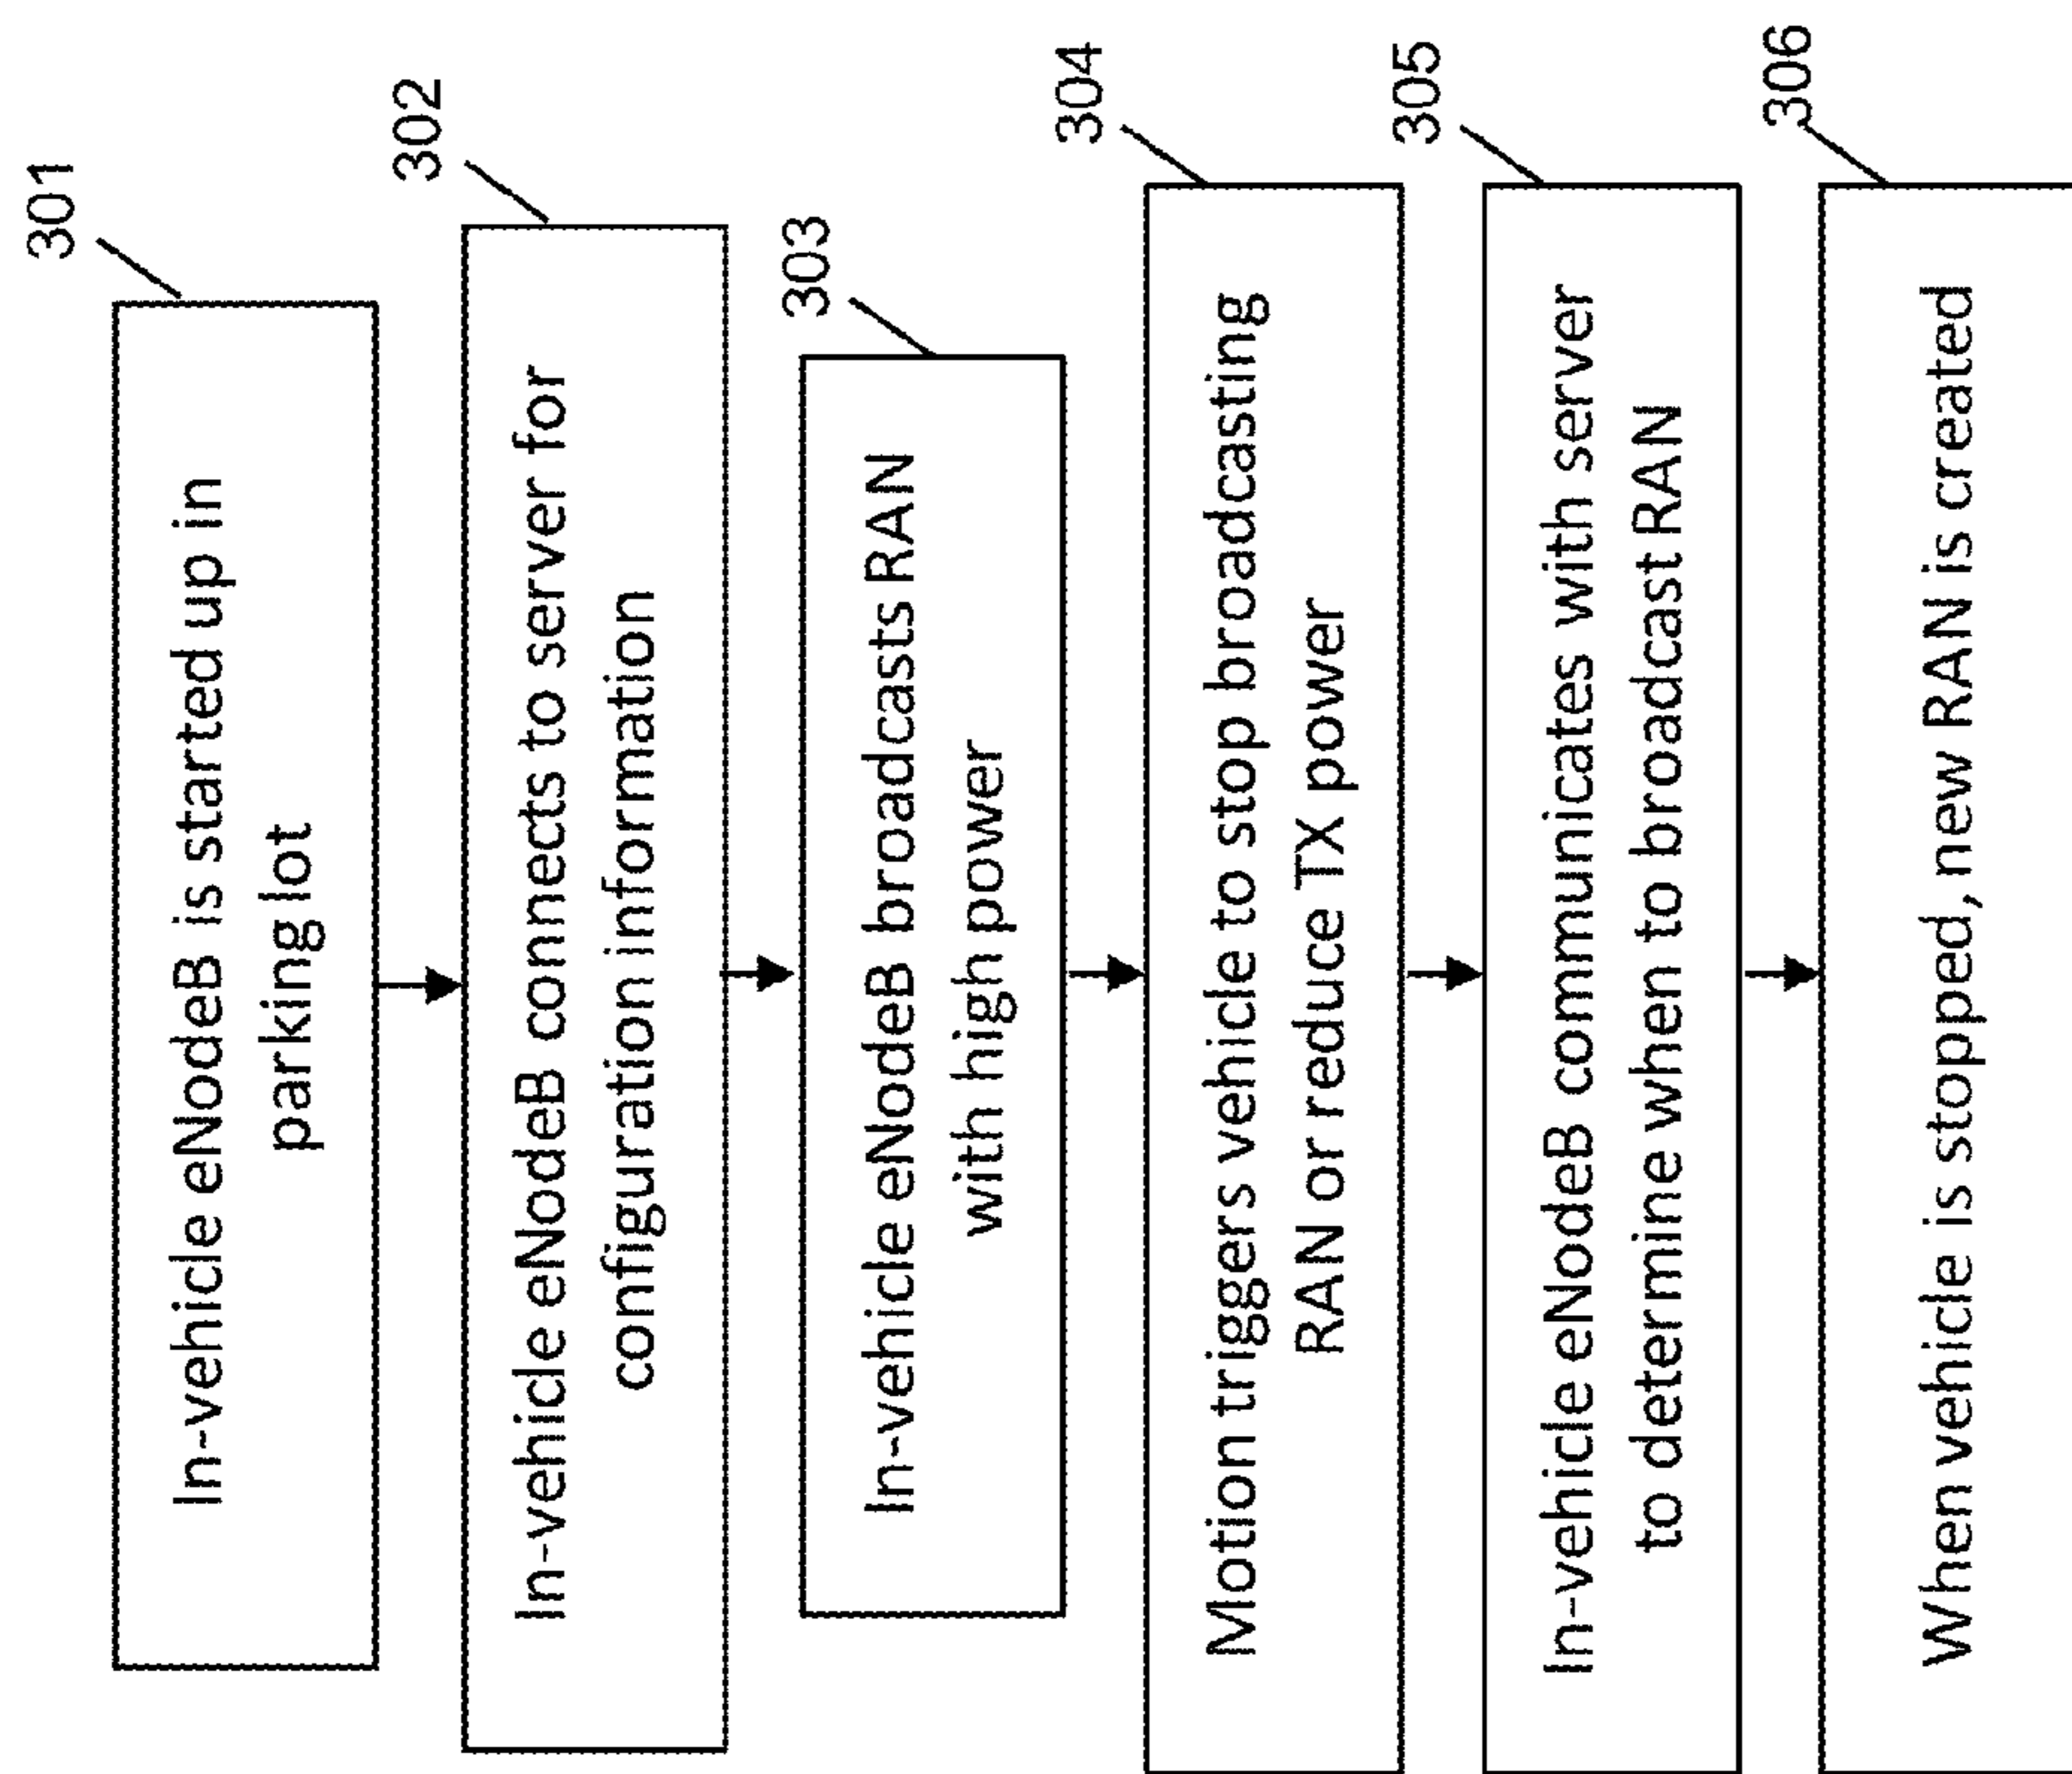 301
In-vehicle eNodeB is started up in
parking lot
302
In-vehicle eNodeB connects to server for
configuration information
303
In-vehicle eNodeB broadcasts RAN
with high power
304
Motion triggers vehicle to stop broadcasting
RAN or reduce TX power
305
In-vehicle eNodeB communicates with server
to determine when to broadcast RAN
306
When vehicle is stopped, new RAN is created